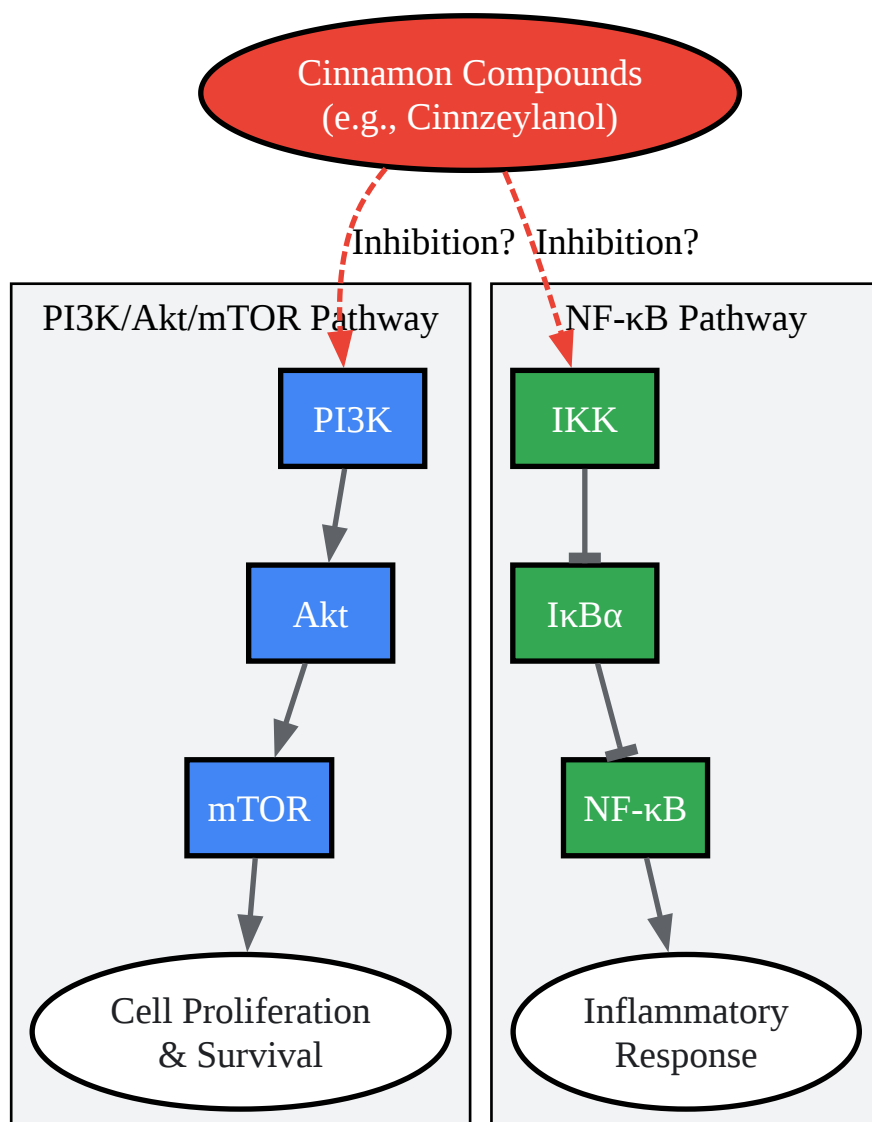 Cinnamon Compounds
(e.g., Cinnzeylanol)
Inhibition?
Inhibition?
PI3K/Akt/mTOR Pathway
NF-κB Pathway
PI3K
IKK
Akt
IκBα
mTOR
NF-κB
Cell Proliferation
& Survival
Inflammatory
Response